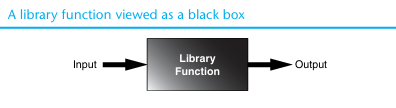 A library function viewed as a black box
Input
Library
Function
Output